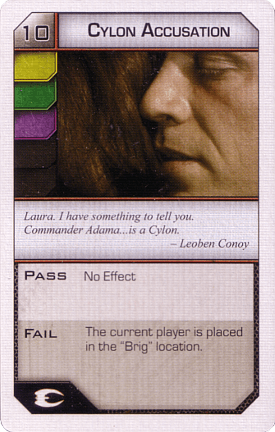 10 Cylon Accusation
Laura. I have something to tell you.
Commander Adama...is a Cylon.
– Leoben Conoy
Pass No Effect
Fail The current player is placed
in the "Brig" location.